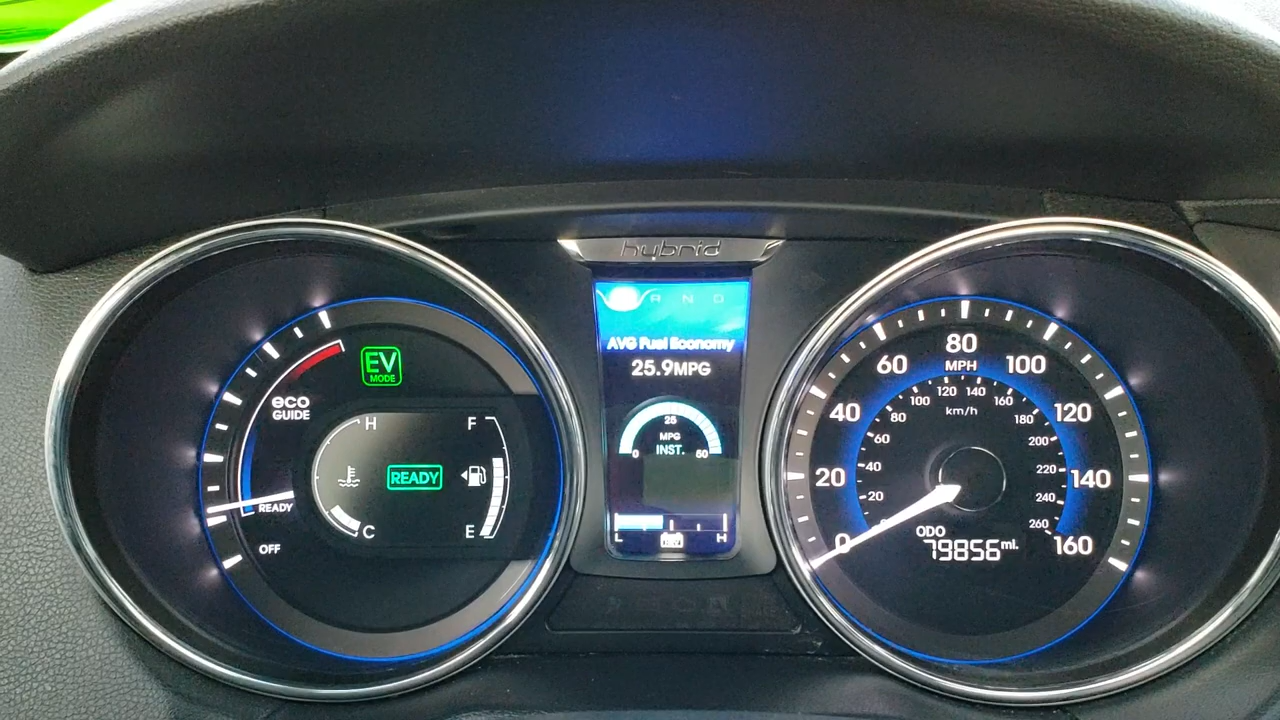 hybrid
R N D
AVG Fuel Economy
25.9MPG
25
MPG
INST.
0 50
L H
EV
MODE
eco
GUIDE
H
F
READY
C
E
READY
OFF
0
20
40
60
80
100
120
140
160
MPH
20
40
60
80
100
120
140
160
180
200
220
240
260
km/h
ODO
79856mi.